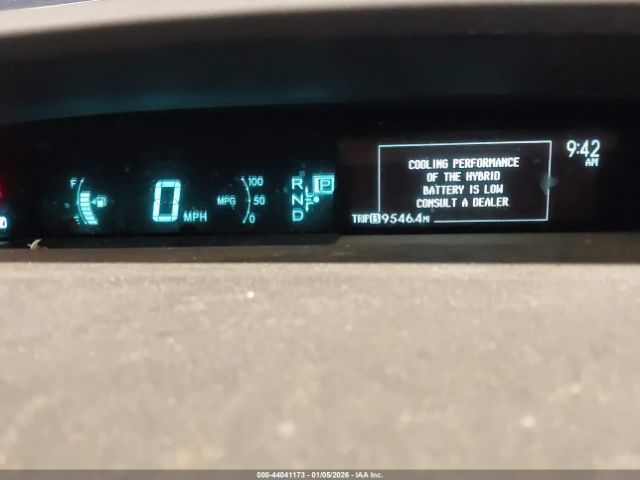 F
0 MPH
MPG
100
50
0
R
N
D
P
COOLING PERFORMANCE
OF THE HYBRID
BATTERY IS LOW
CONSULT A DEALER
TRIP B 9546.4 MI
9:42
AM
000-44041173 - 01/05/2026 - IAA Inc.